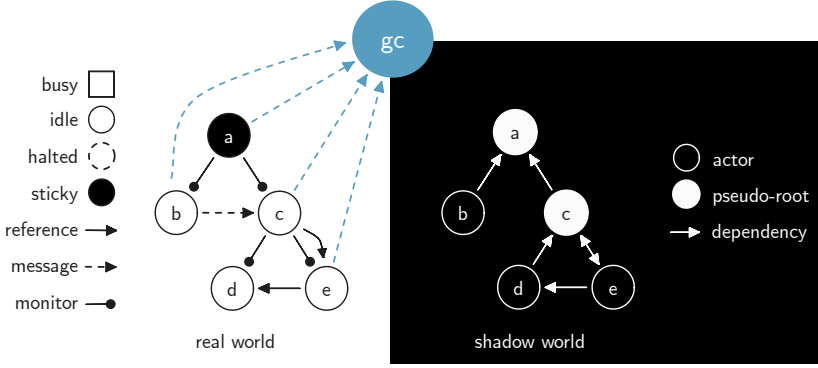 gc
busy
idle
halted
sticky
reference
message
monitor
a
b
c
d
e
real world
a
b
c
d
e
shadow world
actor
pseudo-root
dependency